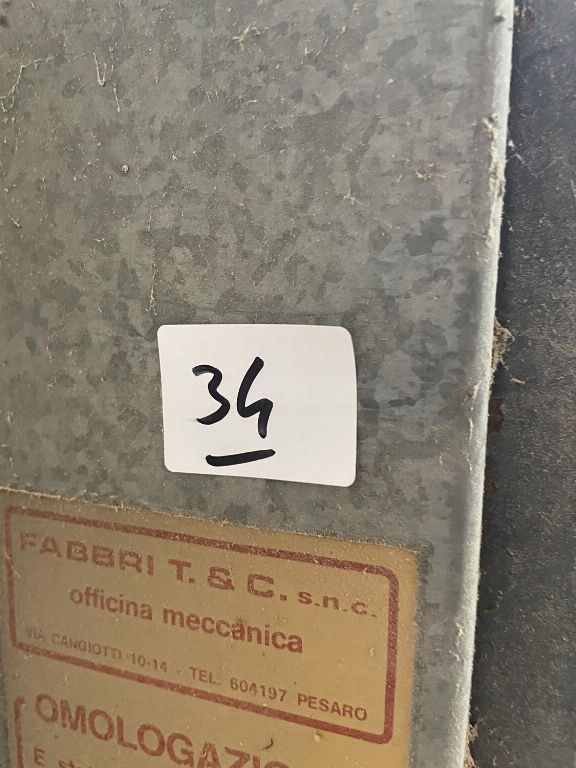 34
FABBRI T. & C. s.n.c.
officina meccanica
VIA CANGIOTTI 10-14 - TEL. 604197 PESARO
E